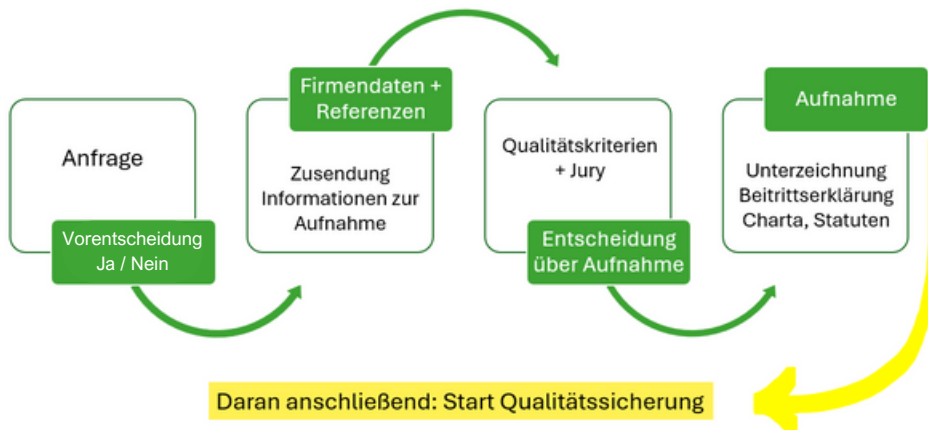 Anfrage
Vorentscheidung
Ja / Nein
Firmendaten +
Referenzen
Zusendung
Informationen zur
Aufnahme
Qualitätskriterien
+ Jury
Entscheidung
über Aufnahme
Aufnahme
Unterzeichnung
Beitrittserklärung
Charta, Statuten
Daran anschließend: Start Qualitätssicherung